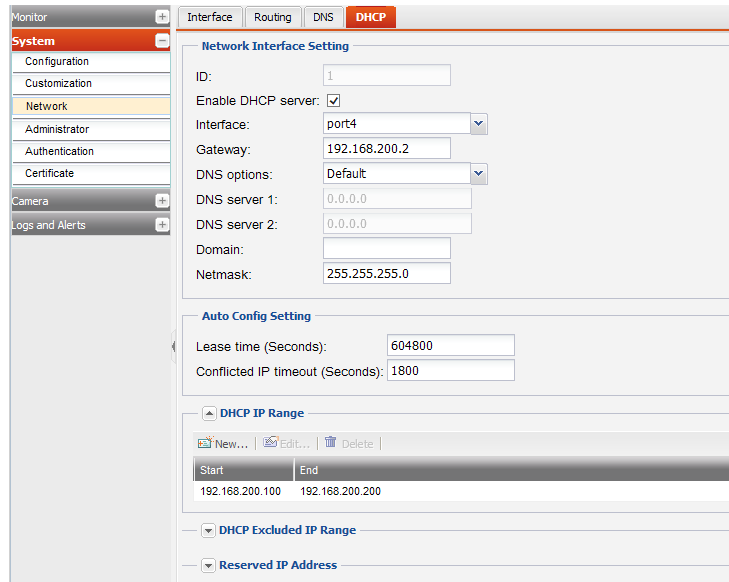 Monitor
System
Configuration
Customization
Network
Administrator
Authentication
Certificate
Camera
Logs and Alerts
Interface Routing DNS DHCP
Network Interface Setting
ID: 1
Enable DHCP server:
Interface: port4
Gateway: 192.168.200.2
DNS options: Default
DNS server 1: 0.0.0.0
DNS server 2: 0.0.0.0
Domain:
Netmask: 255.255.255.0
Auto Config Setting
Lease time (Seconds): 604800
Conflicted IP timeout (Seconds): 1800
DHCP IP Range
New... Edit... Delete
Start End
192.168.200.100 192.168.200.200
DHCP Excluded IP Range
Reserved IP Address